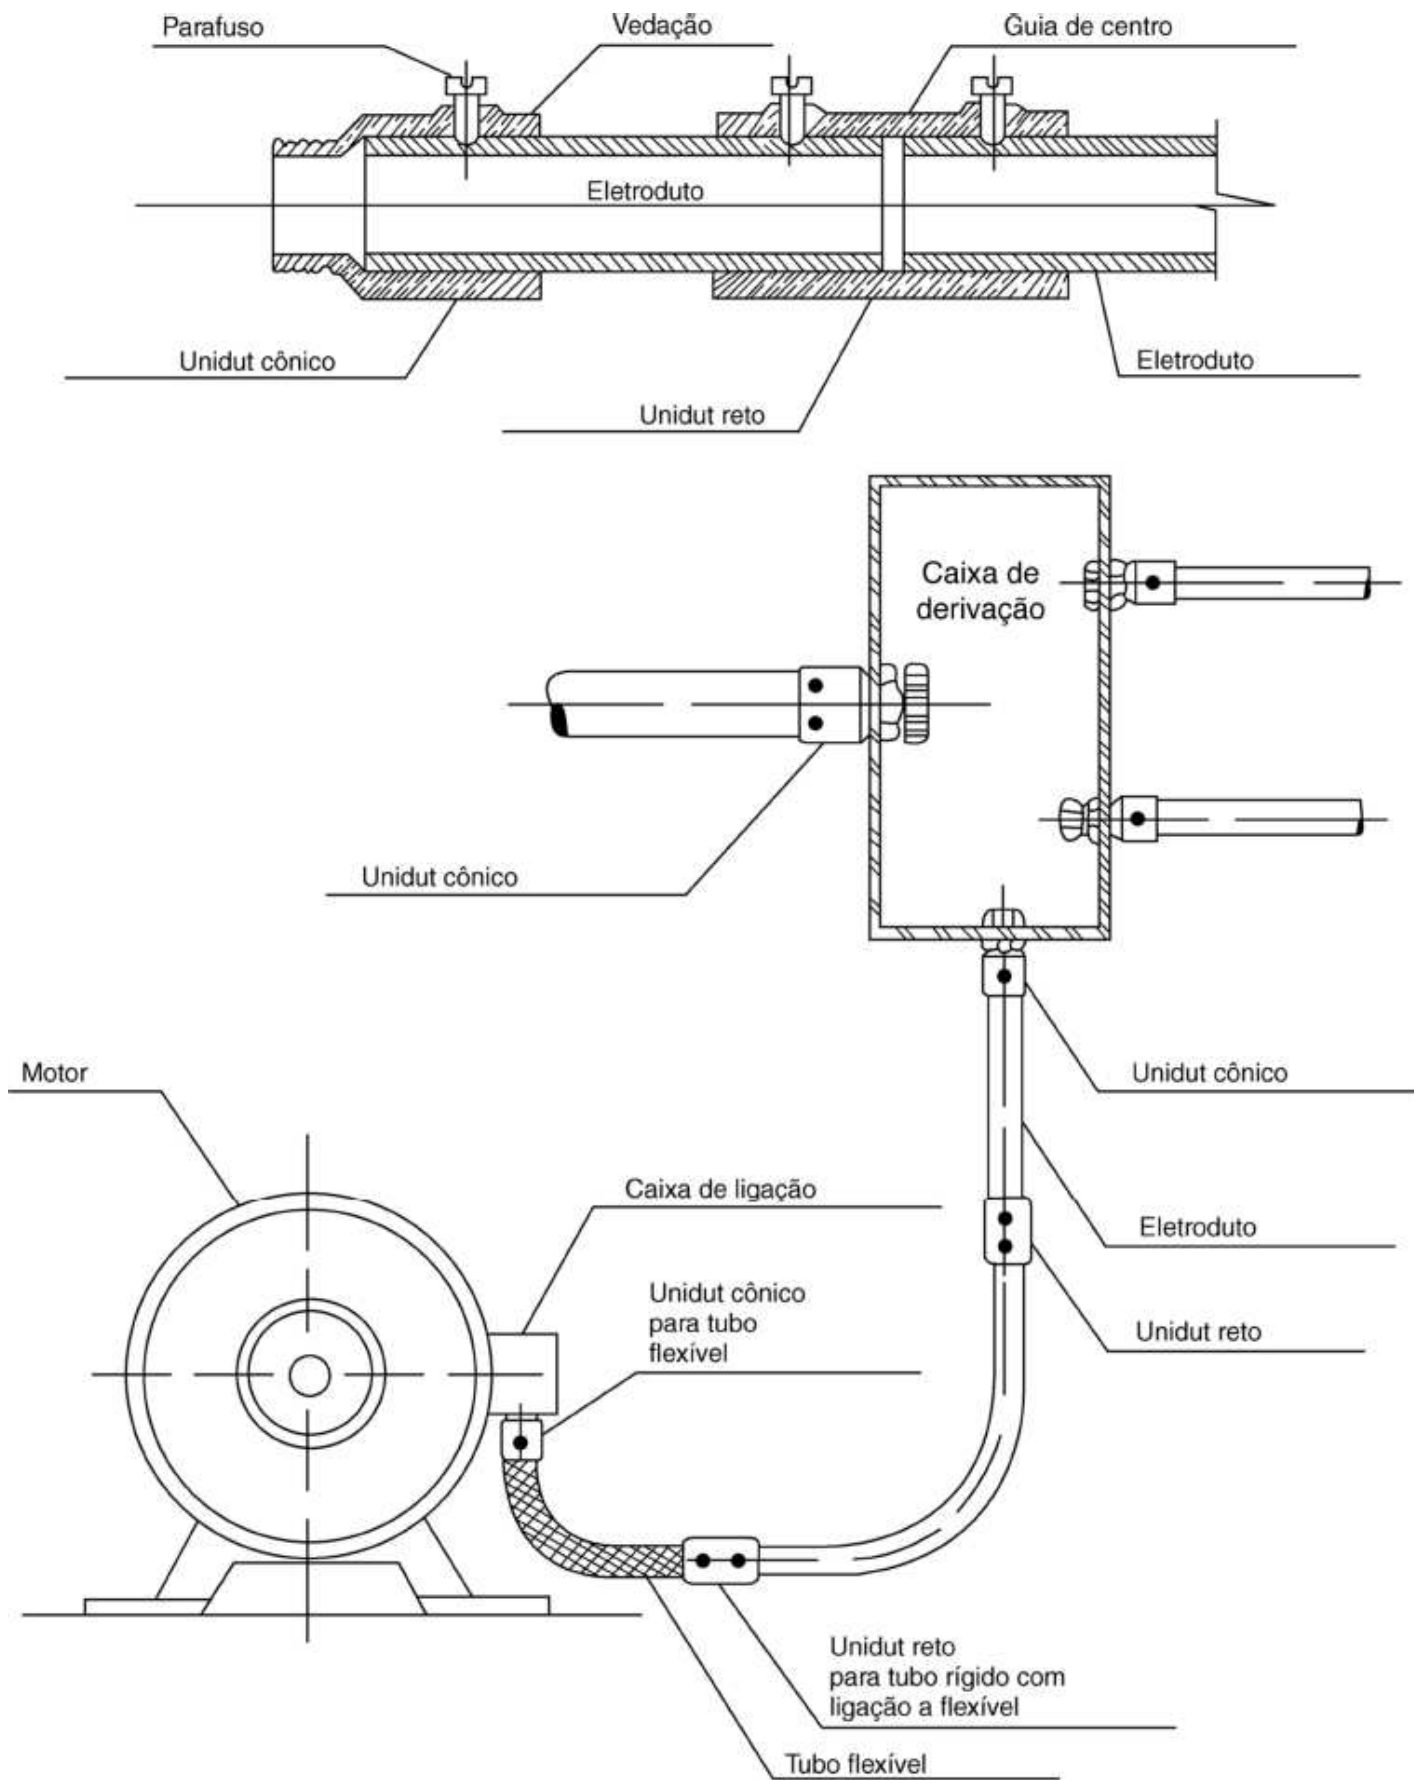 Parafuso
Vedação
Guia de centro
Eletroduto
Unidut cônico
Eletroduto
Unidut reto
Caixa de
derivação
Unidut cônico
Motor
Unidut cônico
Caixa de ligação
Eletroduto
Unidut cônico
para tubo
flexível
Unidut reto
Unidut reto
para tubo rígido com
ligação a flexível
Tubo flexível